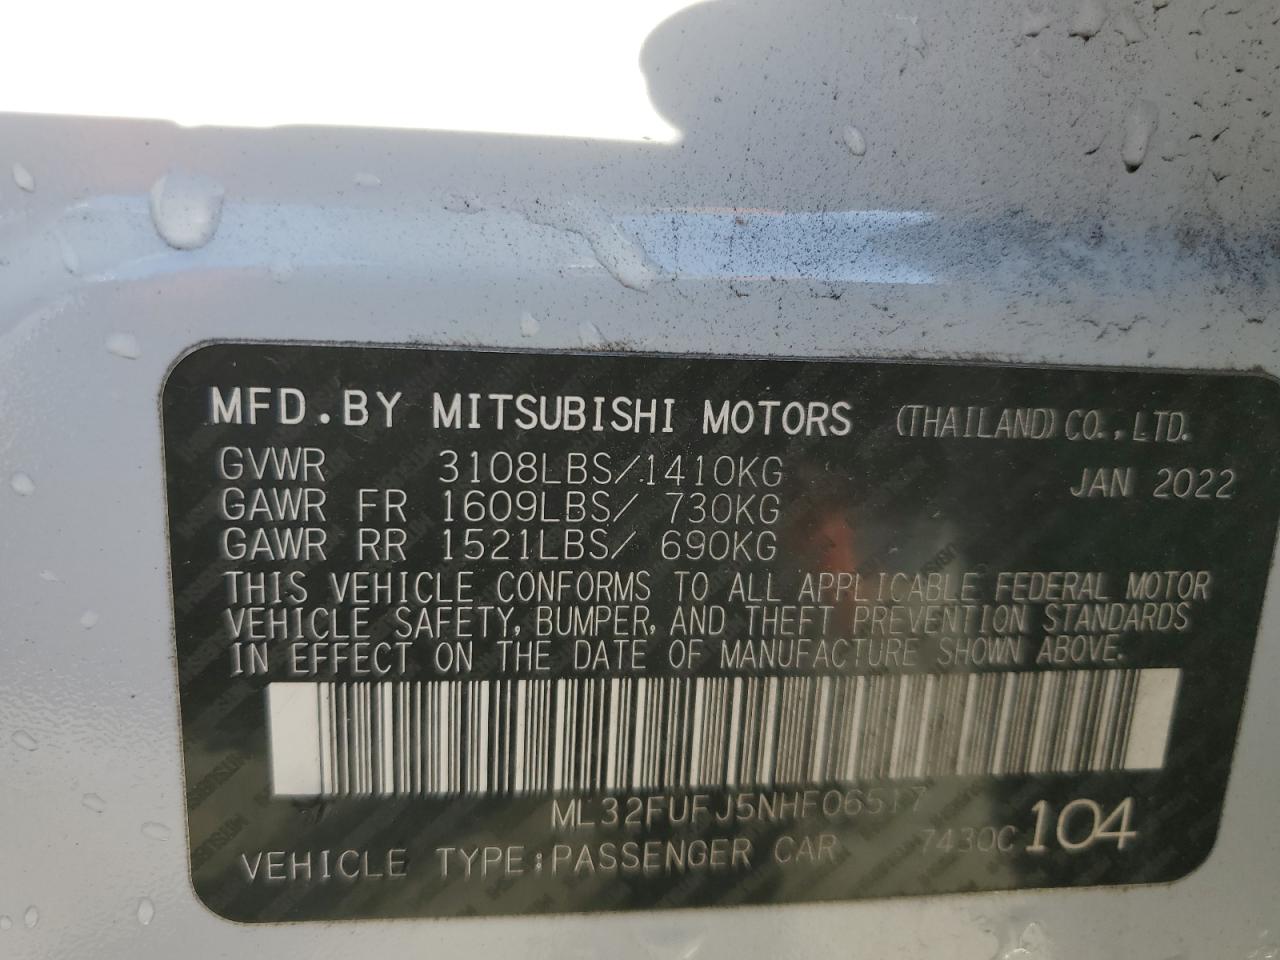 MFD.BY MITSUBISHI MOTORS (THAILAND) CO., LTD.
GVWR 3108LBS/1410KG JAN 2022
GAWR FR 1609LBS/ 730KG
GAWR RR 1521LBS/ 690KG
THIS VEHICLE CONFORMS TO ALL APPLICABLE FEDERAL MOTOR
VEHICLE SAFETY, BUMPER, AND THEFT PREVENTION STANDARDS
IN EFFECT ON THE DATE OF MANUFACTURE SHOWN ABOVE.
ML32FUFJ5NHF06517
VEHICLE TYPE:PASSENGER CAR 7430C 104